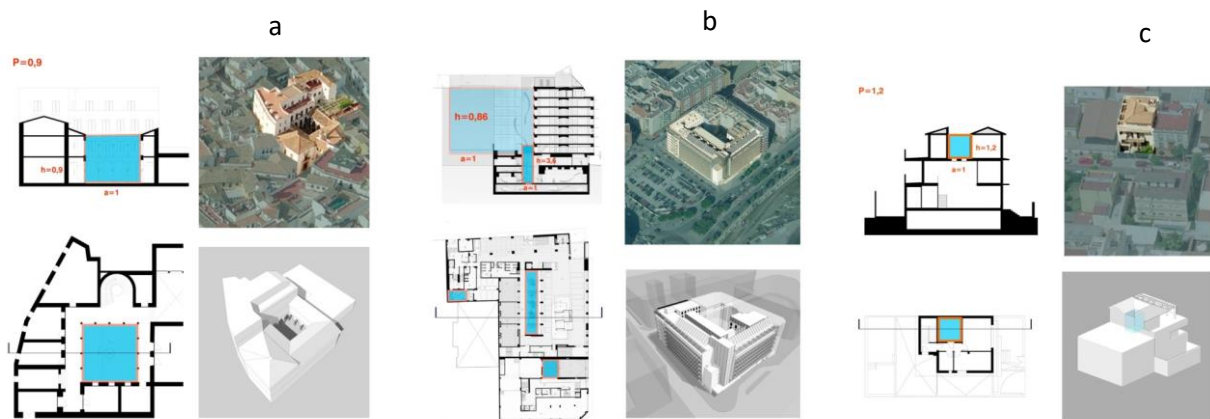 a
b
c
P=0,9
h=0,9
a=1
h=0,86
a=1
h=3,6
a=1
P=1,2
h=1,2
a=1